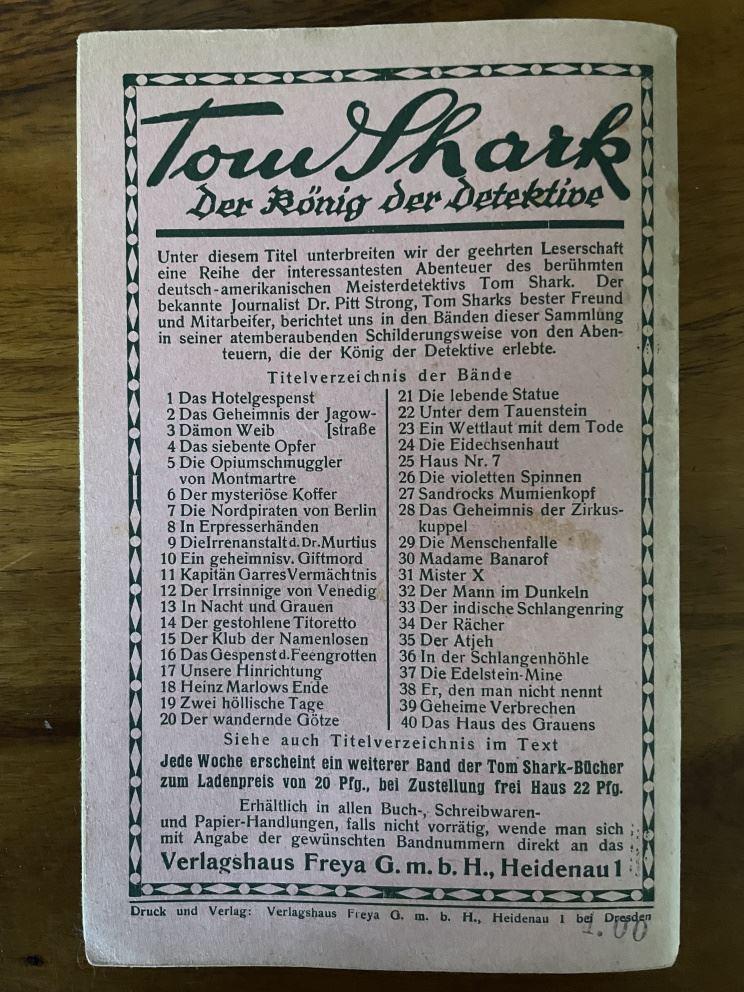 Tom Shark
Der König der Detektive
Unter diesem Titel unterbreiten wir der geehrten Leserschaft
eine Reihe der interessantesten Abenteuer des berühmten
deutsch-amerikanischen Meisterdetektivs Tom Shark. Der
bekannte Journalist Dr. Pitt Strong, Tom Sharks bester Freund
und Mitarbeiter, berichtet uns in den Bänden dieser Sammlung
in seiner atemberaubenden Schilderungsweise von den Aben-
teuern, die der König der Detektive erlebte.
Titelverzeichnis der Bände
1 Das Hotelgespenst
2 Das Geheimnis der Jagow-
3 Dämon Weib [straße
4 Das siebente Opfer
5 Die Opiumschmuggler
von Montmartre
6 Der mysteriöse Koffer
7 Die Nordpiraten von Berlin
8 In Erpresserhänden
9 Die Irrenanstalt d. Dr. Murtius
10 Ein geheimnisv. Giftmord
11 Kapitän Garres Vermächtnis
12 Der Irrsinnige von Venedig
13 In Nacht und Grauen
14 Der gestohlene Titoretto
15 Der Klub der Namenlosen
16 Das Gespenst d. Feengrotten
17 Unsere Hinrichtung
18 Heinz Marlows Ende
19 Zwei höllische Tage
20 Der wandernde Götze
21 Die lebende Statue
22 Unter dem Tauenstein
23 Ein Wettlauf mit dem Tode
24 Die Eidechsenhaut
25 Haus Nr. 7
26 Die violetten Spinnen
27 Sandrocks Mumienkopf
28 Das Geheimnis der Zirkus-
kuppel
29 Die Menschenfalle
30 Madame Banarof
31 Mister X
32 Der Mann im Dunkeln
33 Der indische Schlangenring
34 Der Rächer
35 Der Atjeh
36 In der Schlangenhöhle
37 Die Edelstein-Mine
38 Er, den man nicht nennt
39 Geheime Verbrechen
40 Das Haus des Grauens
Siehe auch Titelverzeichnis im Text
Jede Woche erscheint ein weiterer Band der Tom Shark-Bücher
zum Ladenpreis von 20 Pfg., bei Zustellung frei Haus 22 Pfg.
Erhältlich in allen Buch-, Schreibwaren-
und Papier-Handlungen, falls nicht vorrätig, wende man sich
mit Angabe der gewünschten Bandnummern direkt an das
Verlagshaus Freya G. m. b. H., Heidenau 1
Druck und Verlag: Verlagshaus Freya G. m. b. H., Heidenau 1 bei Dresden
1.00